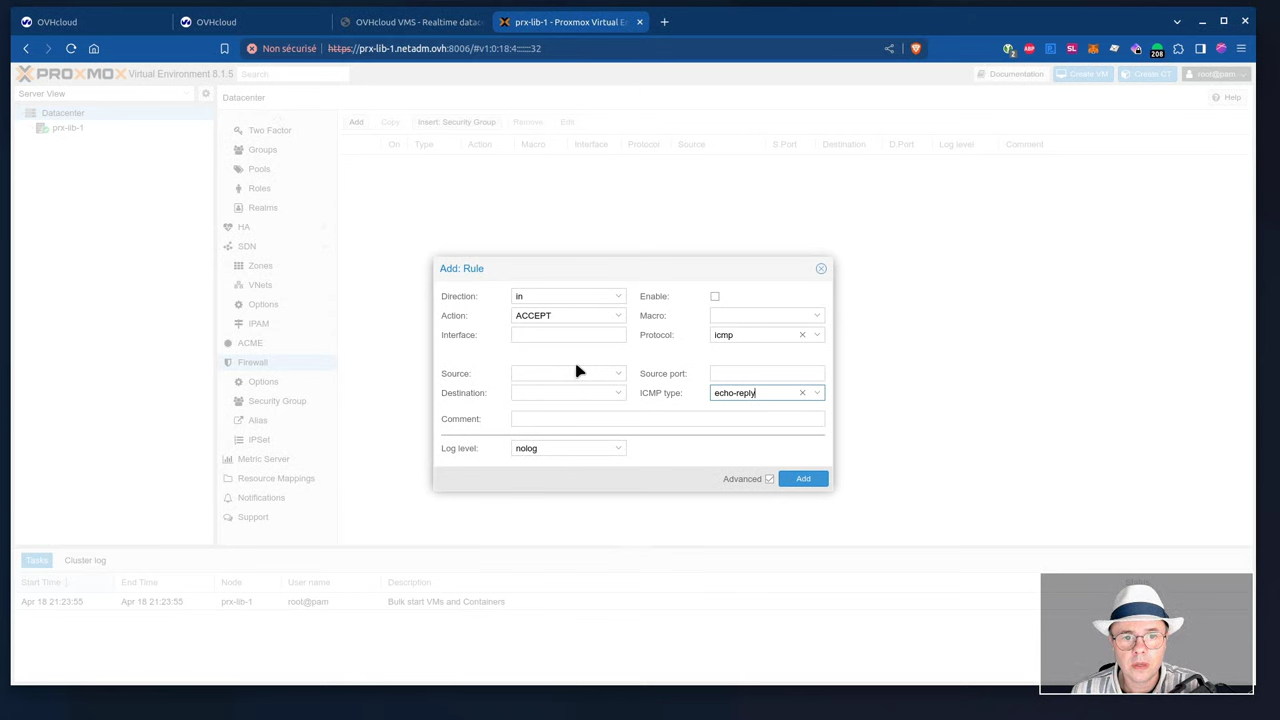 OVHcloud
OVHcloud
OVHcloud VMS - Realtime datac
prx-lib-1 - Proxmox Virtual En
Non sécurisé
https://prx-lib-1.netadm.ovh:8006/#v1:0:18:4:::::::32
208
PROXMOX Virtual Environment 8.1.5
Search
Documentation
Create VM
Create CT
root@pam
Server View
Datacenter
prx-lib-1
Datacenter
Help
Two Factor
Groups
Pools
Roles
Realms
HA
SDN
Zones
VNets
Options
IPAM
ACME
Firewall
Options
Security Group
Alias
IPSet
Metric Server
Resource Mappings
Notifications
Support
Add Copy Insert: Security Group Remove Edit
On Type Action Macro Interface Protocol Source S.Port Destination D.Port Log level Comment
Add: Rule
Direction: in Enable:
Action: ACCEPT Macro:
Interface: Protocol: icmp
Source: Source port:
Destination: ICMP type: echo-reply
Comment:
Log level: nolog
Advanced Add
Tasks Cluster log
Start Time End Time Node User name Description Status
Apr 18 21:23:55 Apr 18 21:23:55 prx-lib-1 root@pam Bulk start VMs and Containers